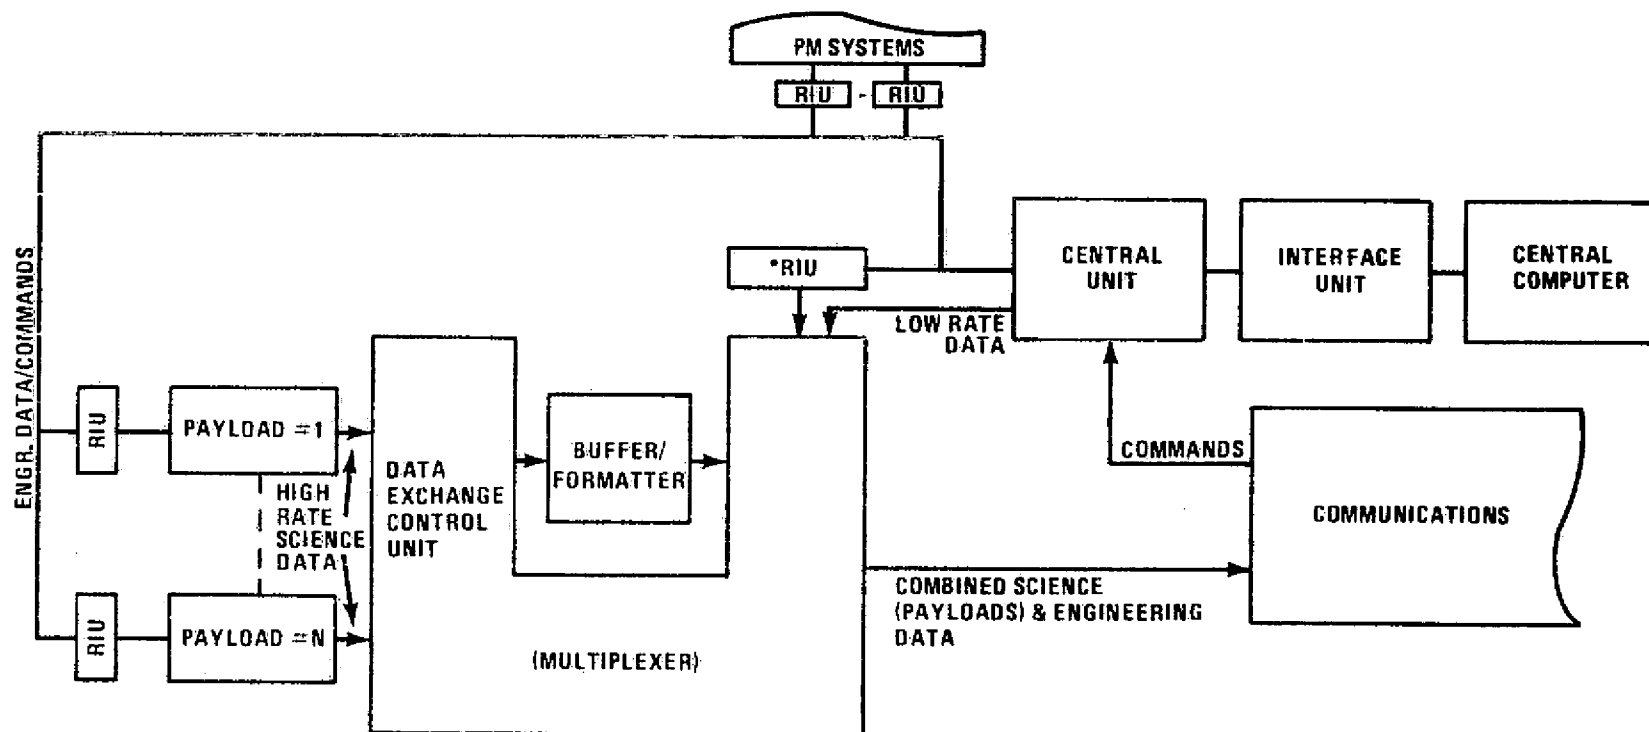 PM SYSTEMS
RIU - RIU
ENGR. DATA/COMMANDS
*RIU
CENTRAL
UNIT
INTERFACE
UNIT
CENTRAL
COMPUTER
LOW RATE
DATA
RIU
PAYLOAD =1
HIGH
RATE
SCIENCE
DATA
RIU
PAYLOAD =N
DATA
EXCHANGE
CONTROL
UNIT
BUFFER/
FORMATTER
(MULTIPLEXER)
COMMANDS
COMMUNICATIONS
COMBINED SCIENCE
(PAYLOADS) & ENGINEERING
DATA